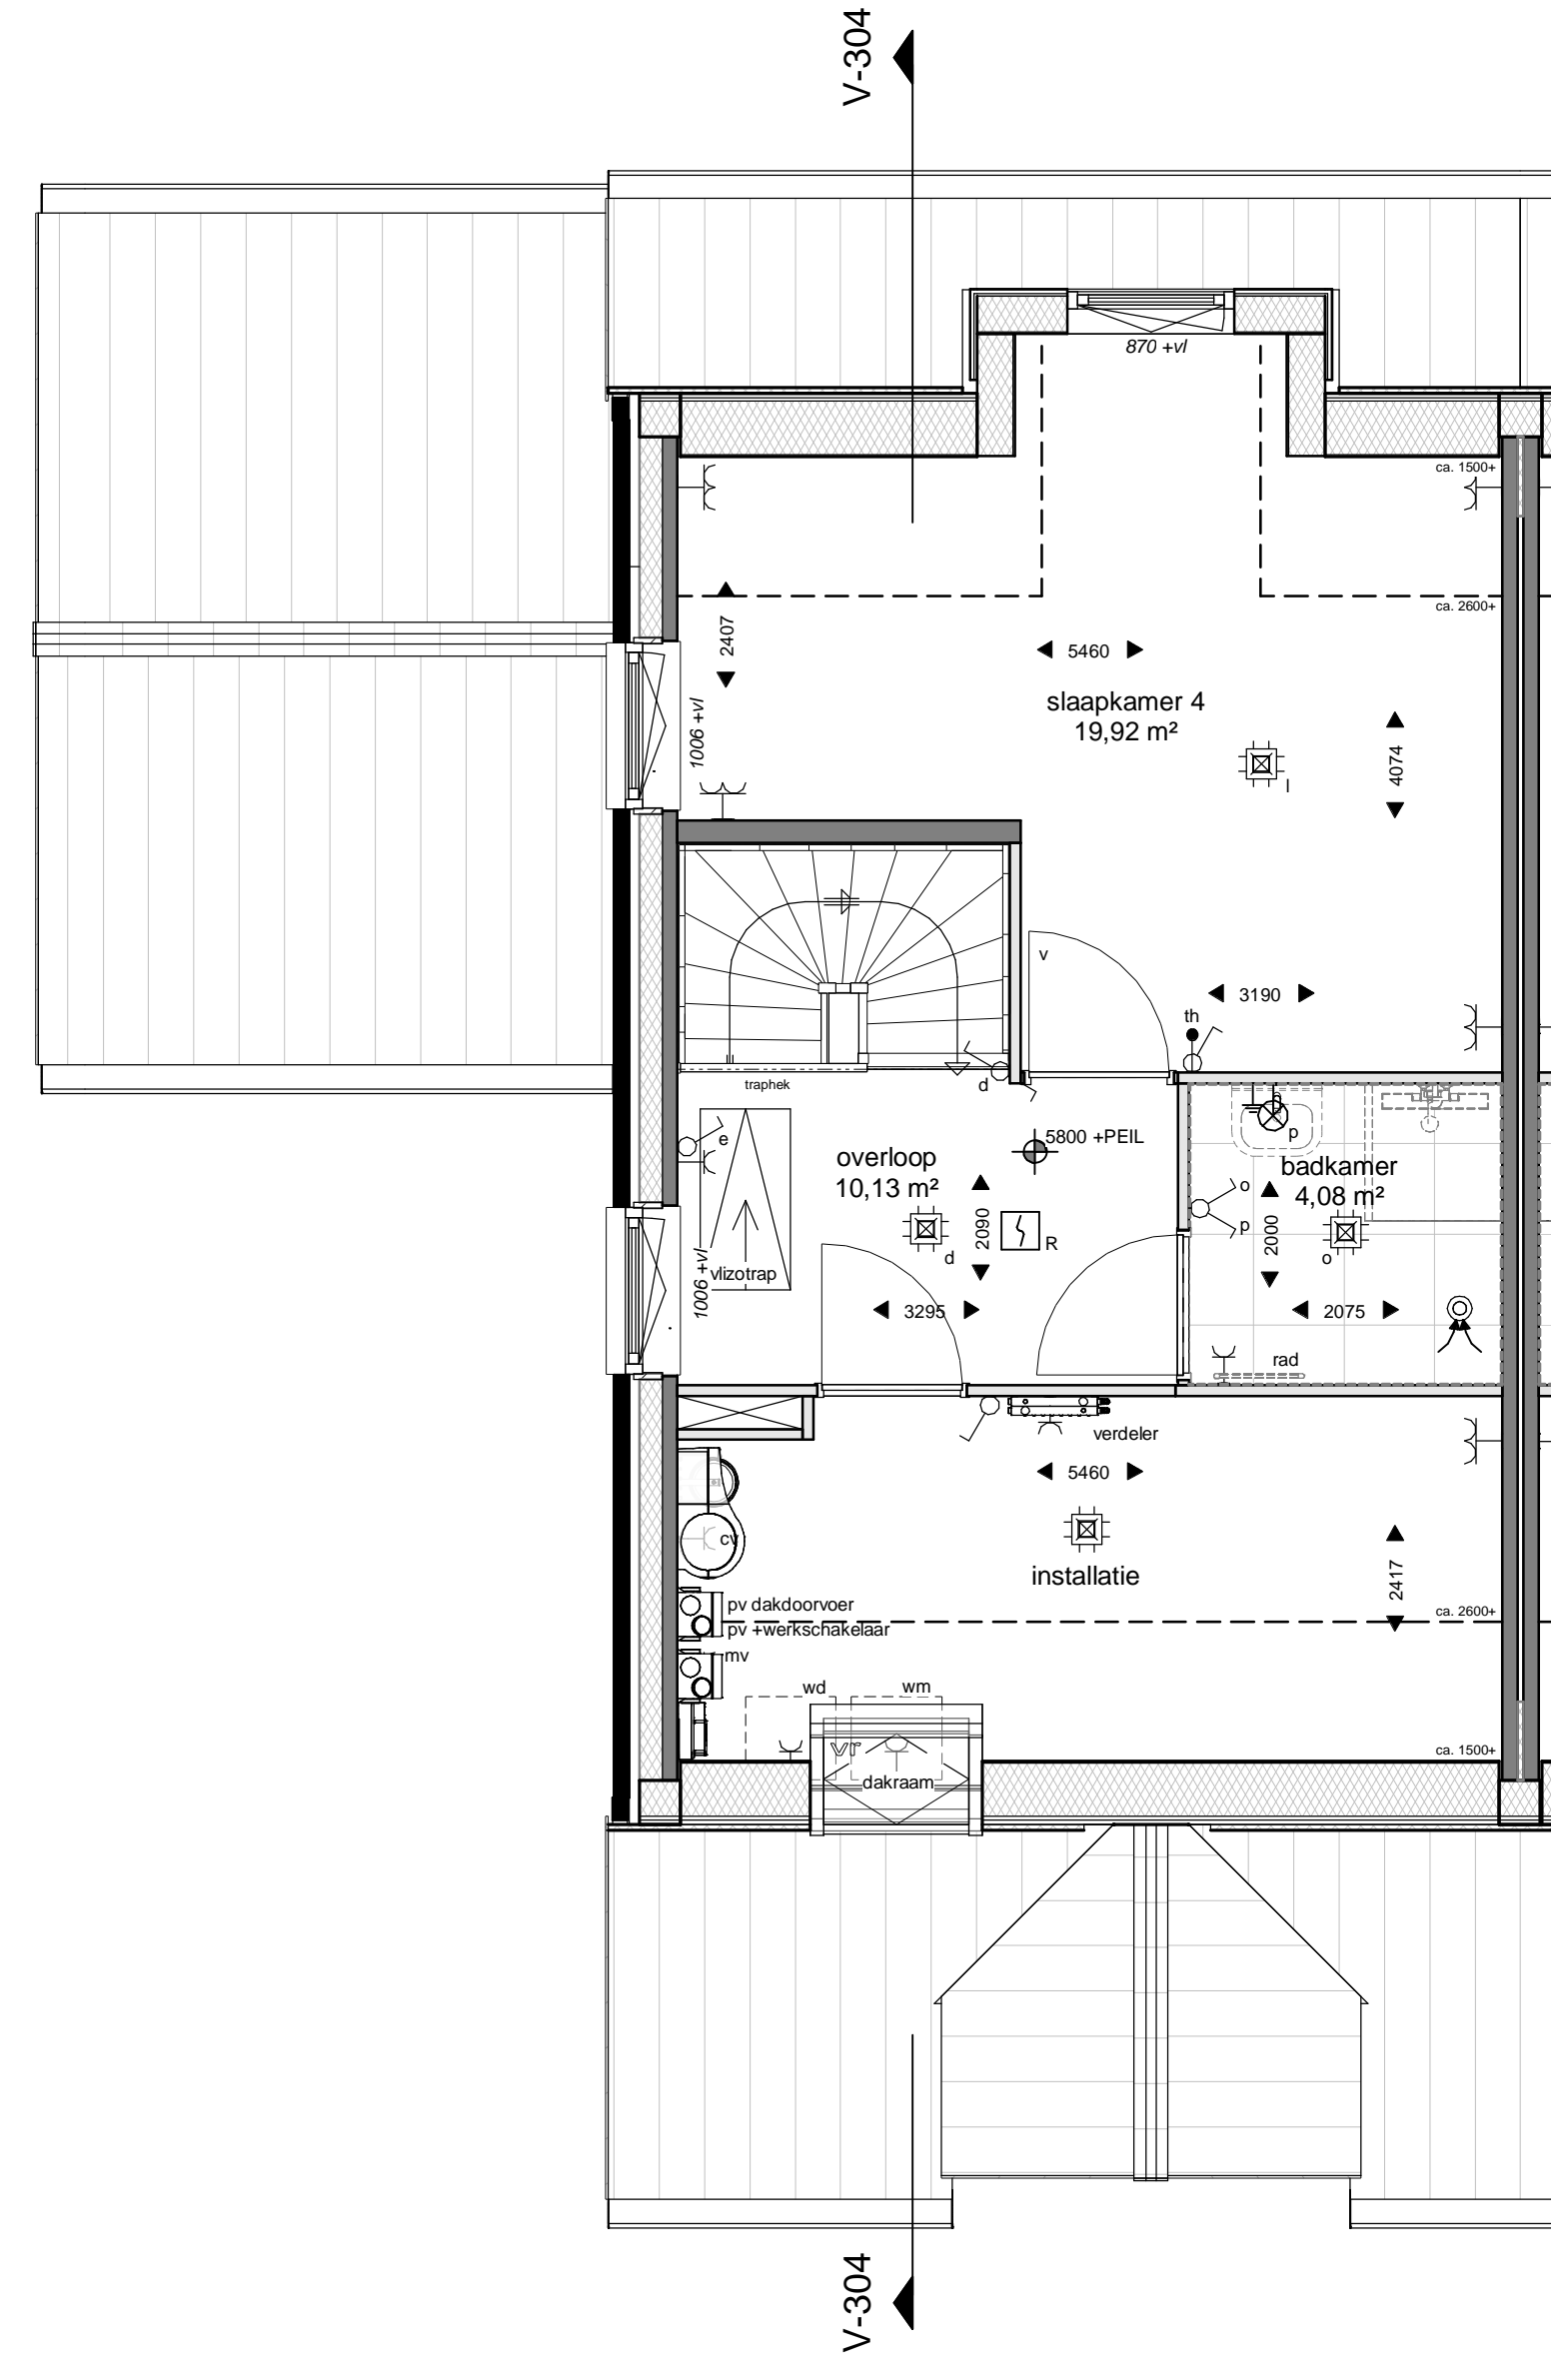 V-304
870 +vl
ca. 1500+
ca. 2600+
2407
5460
slaapkamer 4
19,92 m²
1006 +vl
4074
l
v
3190
th
d
traphek
e
5800 +PEIL
p
overloop
10,13 m²
badkamer
4,08 m²
o
p
2090
2000
R
d
o
1006 +vl
vlizotrap
3295
2075
rad
verdeler
5460
cv
installatie
2417
pv dakdoorvoer
ca. 2600+
pv +werkschakelaar
mv
wd
wm
vr
ca. 1500+
dakraam
V-304